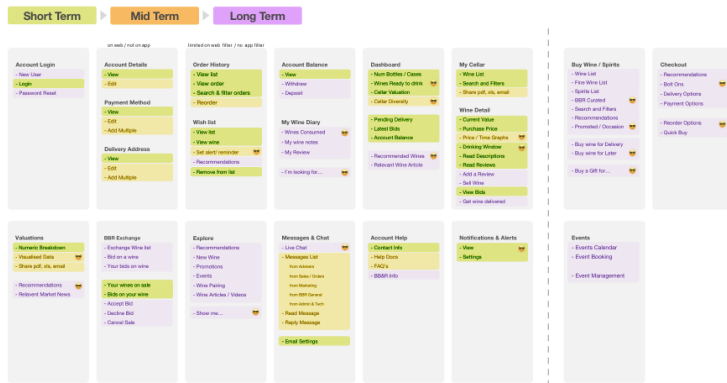 Short Term
Mid Term
Long Term
on web / not on app
limited on web filter / no app filter
Account Login
- New User
- Login
- Password Reset
Account Details
- View
- Edit
Payment Method
- View
- Edit
- Add Multiple
Delivery Address
- View
- Edit
- Add Multiple
Order History
- View list
- View order
- Search & filter orders
- Reorder
Wish list
- View list
- View wine
- Set alert/ reminder
- Recommendations
- Remove from list
Account Balance
- View
- Withdraw
- Deposit
My Wine Diary
- Wines Consumed
- My wine notes
- My Review
- I'm looking for...
Dashboard
- Num Bottles / Cases
- Wines Ready to drink
- Cellar Valuation
- Cellar Diversity
- Pending Delivery
- Latest Bids
- Account Balance
- Recommended Wines
- Relevant Wine Article
My Cellar
- Wine List
- Search and Filters
- Share pdf, xls, email
Wine Detail
- Current Value
- Purchase Price
- Price / Time Graphs
- Drinking Window
- Read Descriptions
- Read Reviews
- Add a Review
- Sell Wine
- View Bids
- Get wine delivered
Buy Wine / Spirits
- Wine List
- Fine Wine List
- Spirits List
- BBR Curated
- Search and Filters
- Recommendations
- Promoted / Occasion
- Buy wine for Delivery
- Buy wine for Later
- Buy a Gift for...
Checkout
- Recommendations
- Bolt Ons
- Delivery Options
- Payment Options
- Reorder Options
- Quick Buy
Valuations
- Numeric Breakdown
- Visualised Data
- Share pdf, xls, email
- Recommendations
- Relevant Market News
BBR Exchange
- Exchange Wine list
- Bid on a wine
- Your bids on wine
- Your wines on sale
- Bids on your wine
- Accept Bid
- Decline Bid
- Cancel Sale
Explore
- Recommendations
- New Wine
- Promotions
- Events
- Wine Pairing
- Wine Articles / Videos
- Show me...
Messages & Chat
- Live Chat
- Messages List
from Advisors
from Sales / Orders
from Marketing
from BBR General
from Admin & Tech
- Read Message
- Reply Message
- Email Settings
Account Help
- Contact Info
- Help Docs
- FAQ's
- BB&R Info
Notifications & Alerts
- View
- Settings
Events
- Events Calendar
- Event Booking
- Event Management